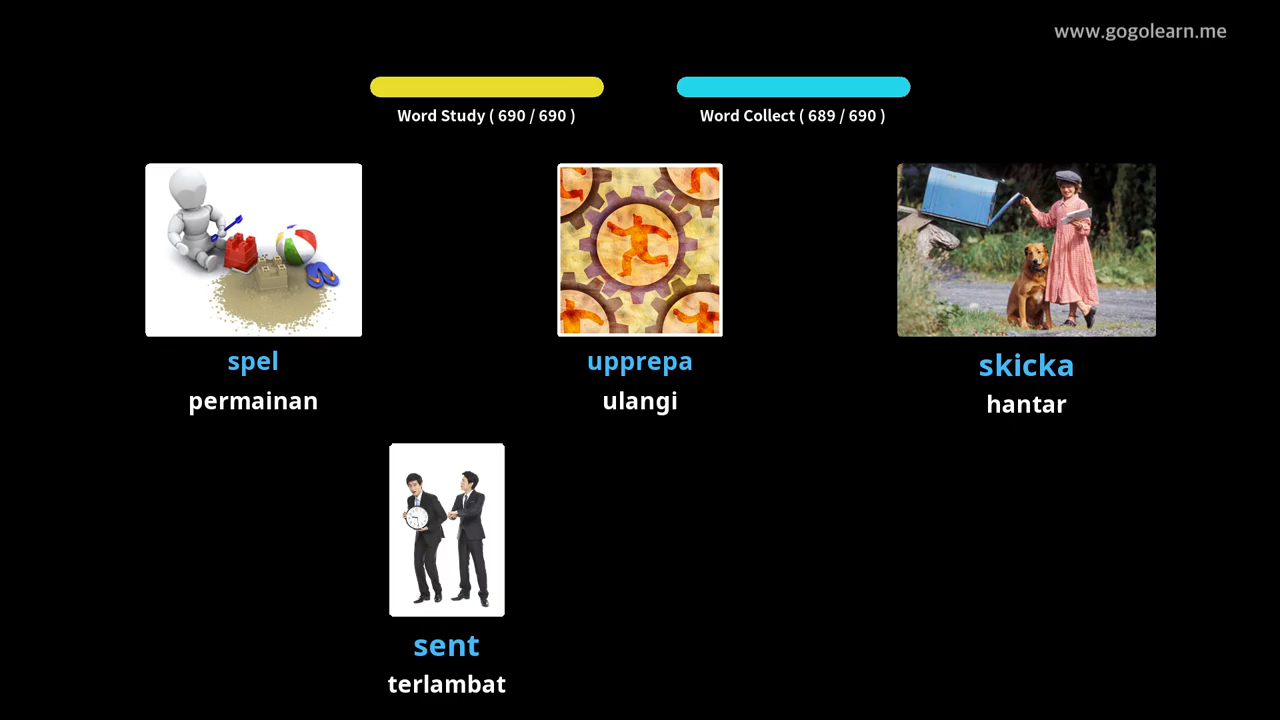 www.gogolearn.me
Word Study ( 690 / 690 )
Word Collect ( 689 / 690 )
spel
permainan
upprepa
ulangi
skicka
hantar
sent
terlambat